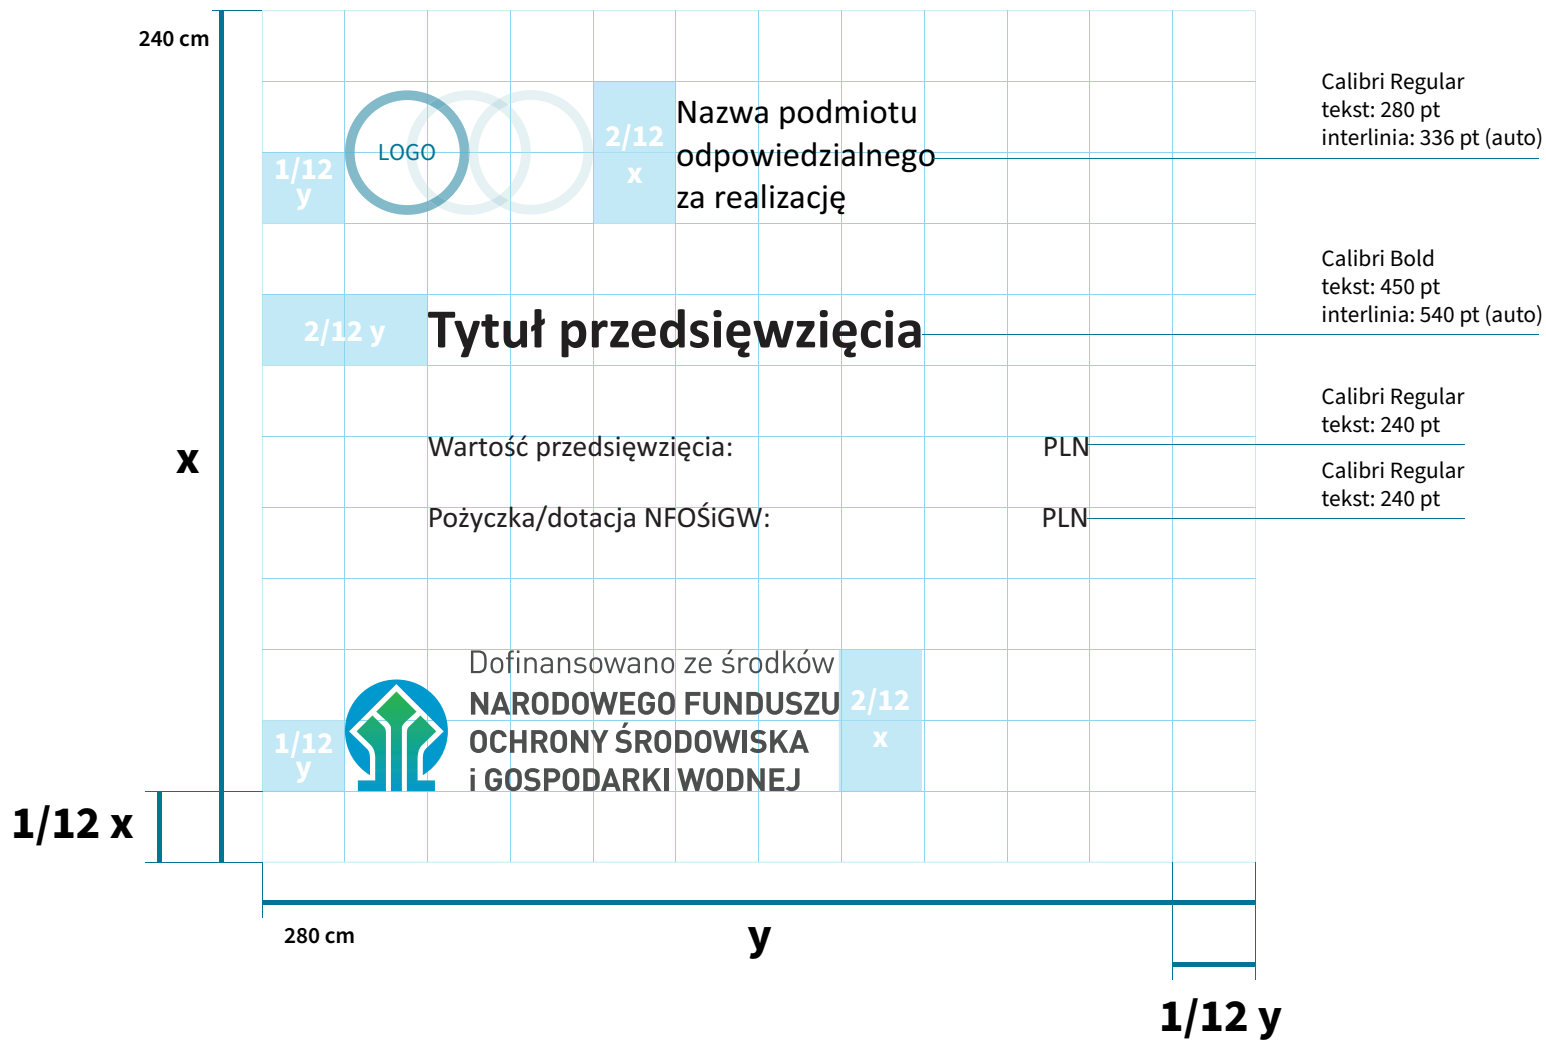 240 cm
Calibri Regular
tekst: 280 pt
interlinia: 336 pt (auto)
LOGO
1/12
y
2/12
x
Nazwa podmiotu
odpowiedzialnego
za realizację
Calibri Bold
tekst: 450 pt
interlinia: 540 pt (auto)
2/12 y
Tytuł przedsięwzięcia
Calibri Regular
tekst: 240 pt
x
Wartość przedsięwzięcia: PLN
Calibri Regular
tekst: 240 pt
Pożyczka/dotacja NFOŚiGW: PLN
Dofinansowano ze środków
NARODOWEGO FUNDUSZU
OCHRONY ŚRODOWISKA
i GOSPODARKI WODNEJ
2/12
x
1/12
y
1/12 x
280 cm
y
1/12 y